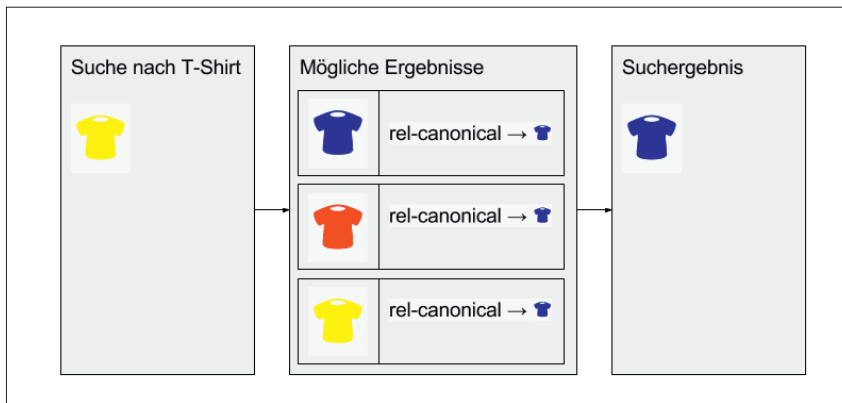 Suche nach T-Shirt
Mögliche Ergebnisse
rel-canonical →
rel-canonical →
rel-canonical →
Suchergebnis